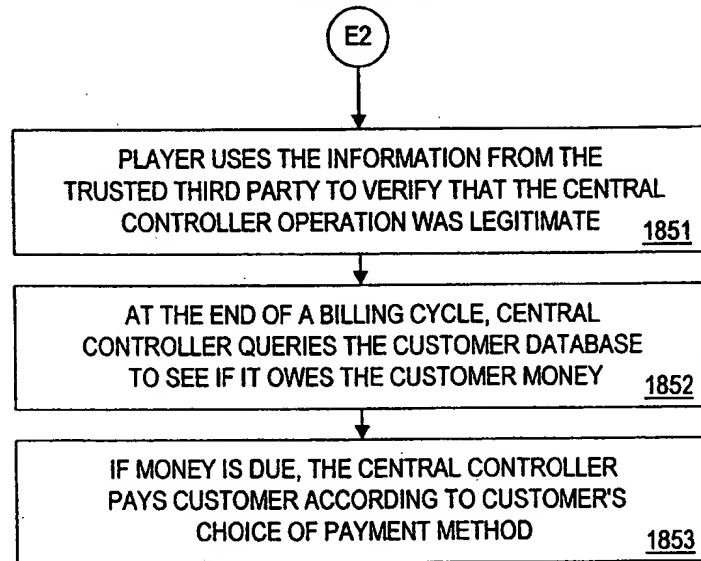 E2
PLAYER USES THE INFORMATION FROM THE
TRUSTED THIRD PARTY TO VERIFY THAT THE CENTRAL
CONTROLLER OPERATION WAS LEGITIMATE
1851
AT THE END OF A BILLING CYCLE, CENTRAL
CONTROLLER QUERIES THE CUSTOMER DATABASE
TO SEE IF IT OWES THE CUSTOMER MONEY
1852
IF MONEY IS DUE, THE CENTRAL CONTROLLER
PAYS CUSTOMER ACCORDING TO CUSTOMER'S
CHOICE OF PAYMENT METHOD
1853